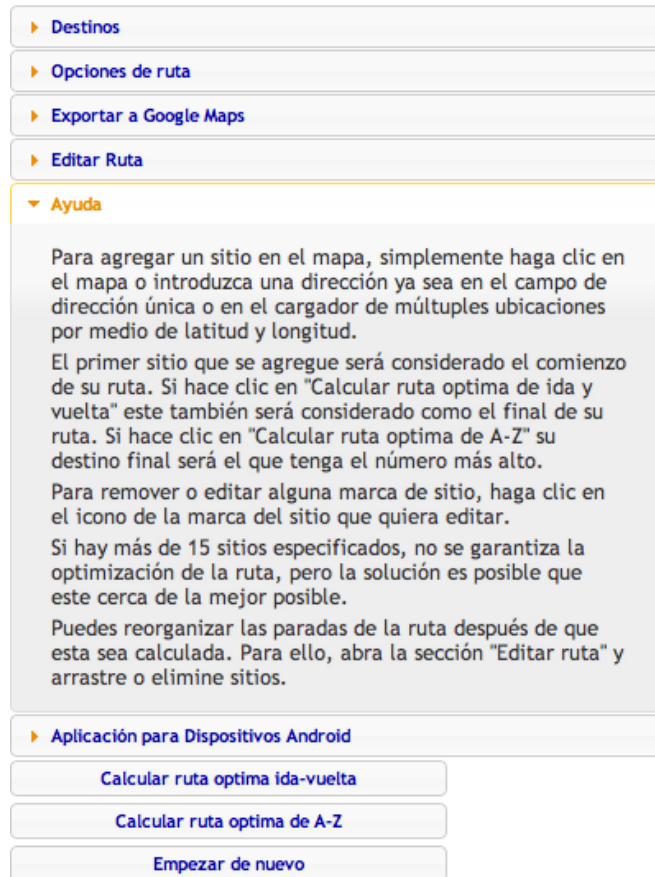 Destinos
Opciones de ruta
Exportar a Google Maps
Editar Ruta
Ayuda
Para agregar un sitio en el mapa, simplemente haga clic en
el mapa o introduzca una dirección ya sea en el campo de
dirección única o en el cargador de múltiples ubicaciones
por medio de latitud y longitud.
El primer sitio que se agregue será considerado el comienzo
de su ruta. Si hace clic en "Calcular ruta optima de ida y
vuelta" este también será considerado como el final de su
ruta. Si hace clic en "Calcular ruta optima de A-Z" su
destino final será el que tenga el número más alto.
Para remover o editar alguna marca de sitio, haga clic en
el icono de la marca del sitio que quiera editar.
Si hay más de 15 sitios especificados, no se garantiza la
optimización de la ruta, pero la solución es posible que
este cerca de la mejor posible.
Puedes reorganizar las paradas de la ruta después de que
esta sea calculada. Para ello, abra la sección "Editar ruta" y
arrastre o elimine sitios.
Aplicación para Dispositivos Android
Calcular ruta optima ida-vuelta
Calcular ruta optima de A-Z
Empezar de nuevo